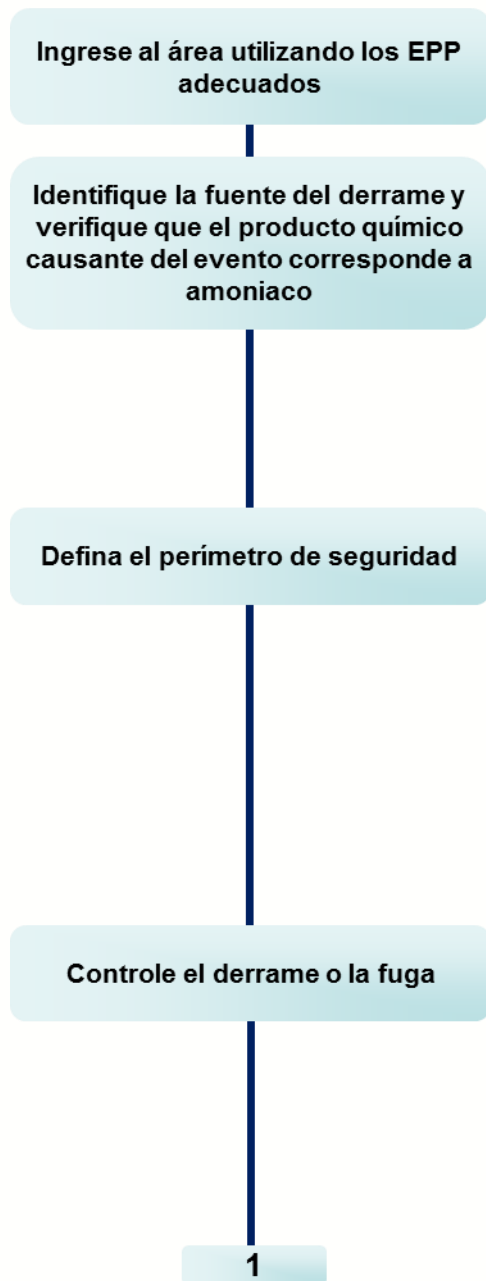 Ingrese al área utilizando los EPP
adecuados
Identifique la fuente del derrame y
verifique que el producto químico
causante del evento corresponde a
amoniaco
Defina el perímetro de seguridad
Controle el derrame o la fuga
1